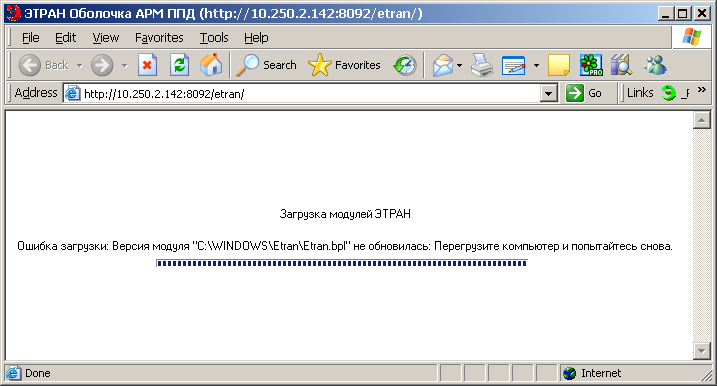 ЭТРАН Оболочка АРМ ППД (http://10.250.2.142:8092/etran/)
File Edit View Favorites Tools Help
Back Search Favorites PRO
Address http://10.250.2.142:8092/etran/ Go Links »
Загрузка модулей ЭТРАН
Ошибка загрузки: Версия модуля "C:\WINDOWS\Etran\Etran.bpl" не обновилась: Перегрузите компьютер и попытайтесь снова.
Done Internet